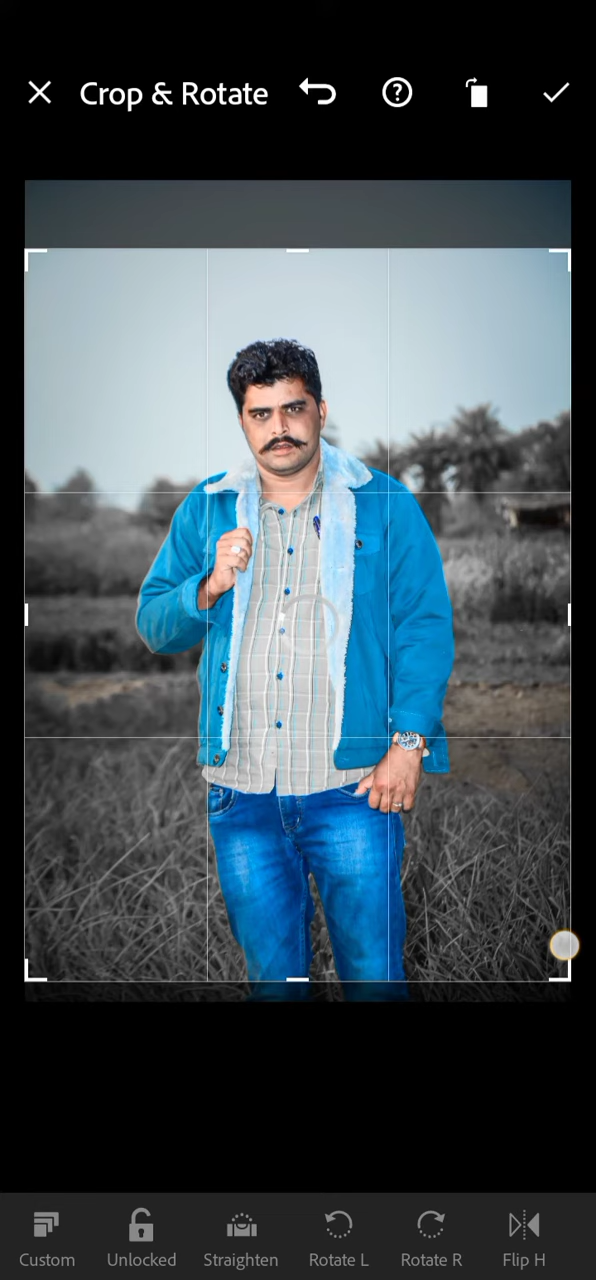 Crop & Rotate
Custom
Unlocked
Straighten
Rotate L
Rotate R
Flip H